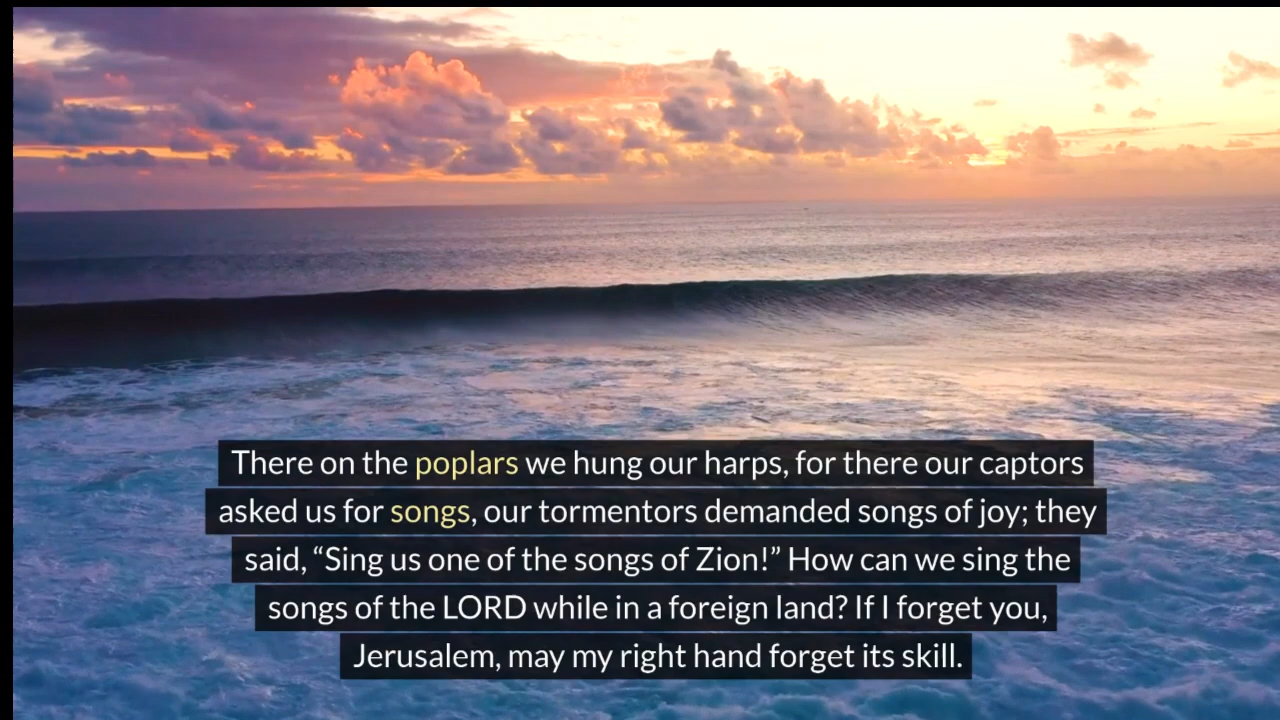 There on the poplars we hung our harps, for there our captors
asked us for songs, our tormentors demanded songs of joy; they
said, “Sing us one of the songs of Zion!” How can we sing the
songs of the LORD while in a foreign land? If I forget you,
Jerusalem, may my right hand forget its skill.